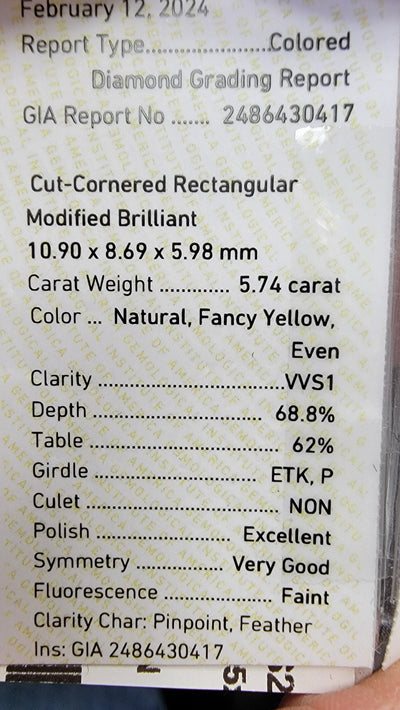 February 12, 2024
Report Type......................Colored
Diamond Grading Report
GIA Report No ....... 2486430417
Cut-Cornered Rectangular
Modified Brilliant
10.90 x 8.69 x 5.98 mm
Carat Weight ............ 5.74 carat
Color ... Natural, Fancy Yellow,
Even
Clarity ................................VVS1
Depth ............................. 68.8%
Table ................................ 62%
Girdle ............................ ETK, P
Culet ................................ NON
Polish ....................... Excellent
Symmetry ............... Very Good
Fluorescence ................... Faint
Clarity Char: Pinpoint, Feather
Ins: GIA 2486430417